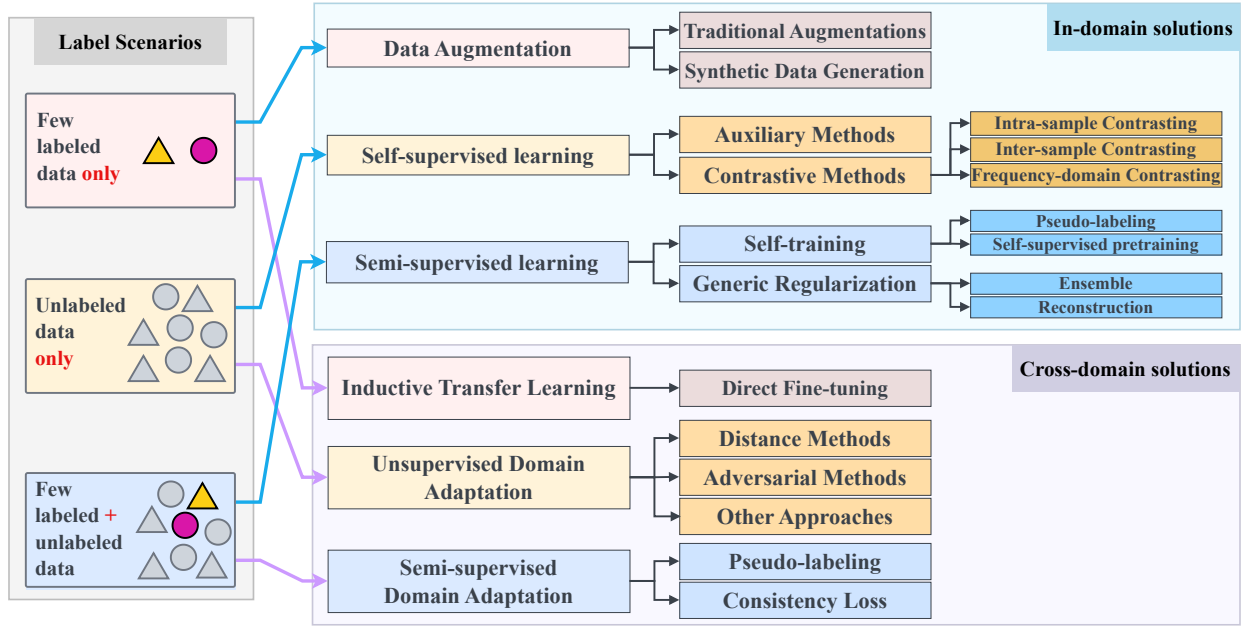 Label Scenarios
Few
labeled
data only
Unlabeled
data
only
Few
labeled +
unlabeled
data
In-domain solutions
Data Augmentation
Traditional Augmentations
Synthetic Data Generation
Self-supervised learning
Auxiliary Methods
Contrastive Methods
Intra-sample Contrasting
Inter-sample Contrasting
Frequency-domain Contrasting
Semi-supervised learning
Self-training
Generic Regularization
Pseudo-labeling
Self-supervised pretraining
Ensemble
Reconstruction
Cross-domain solutions
Inductive Transfer Learning
Direct Fine-tuning
Unsupervised Domain
Adaptation
Distance Methods
Adversarial Methods
Other Approaches
Semi-supervised
Domain Adaptation
Pseudo-labeling
Consistency Loss